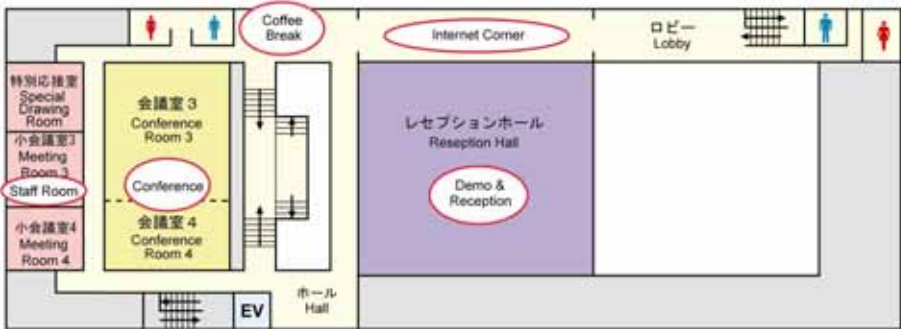 Coffee
Break
Internet Corner
ロビー
Lobby
特別応接室
Special
Drawing
Room
小会議室3
Meeting
Room 3
Staff Room
小会議室4
Meeting
Room 4
会議室 3
Conference
Room 3
Conference
会議室 4
Conference
Room 4
レセプションホール
Reseption Hall
Demo &
Reception
EV
ホール
Hall